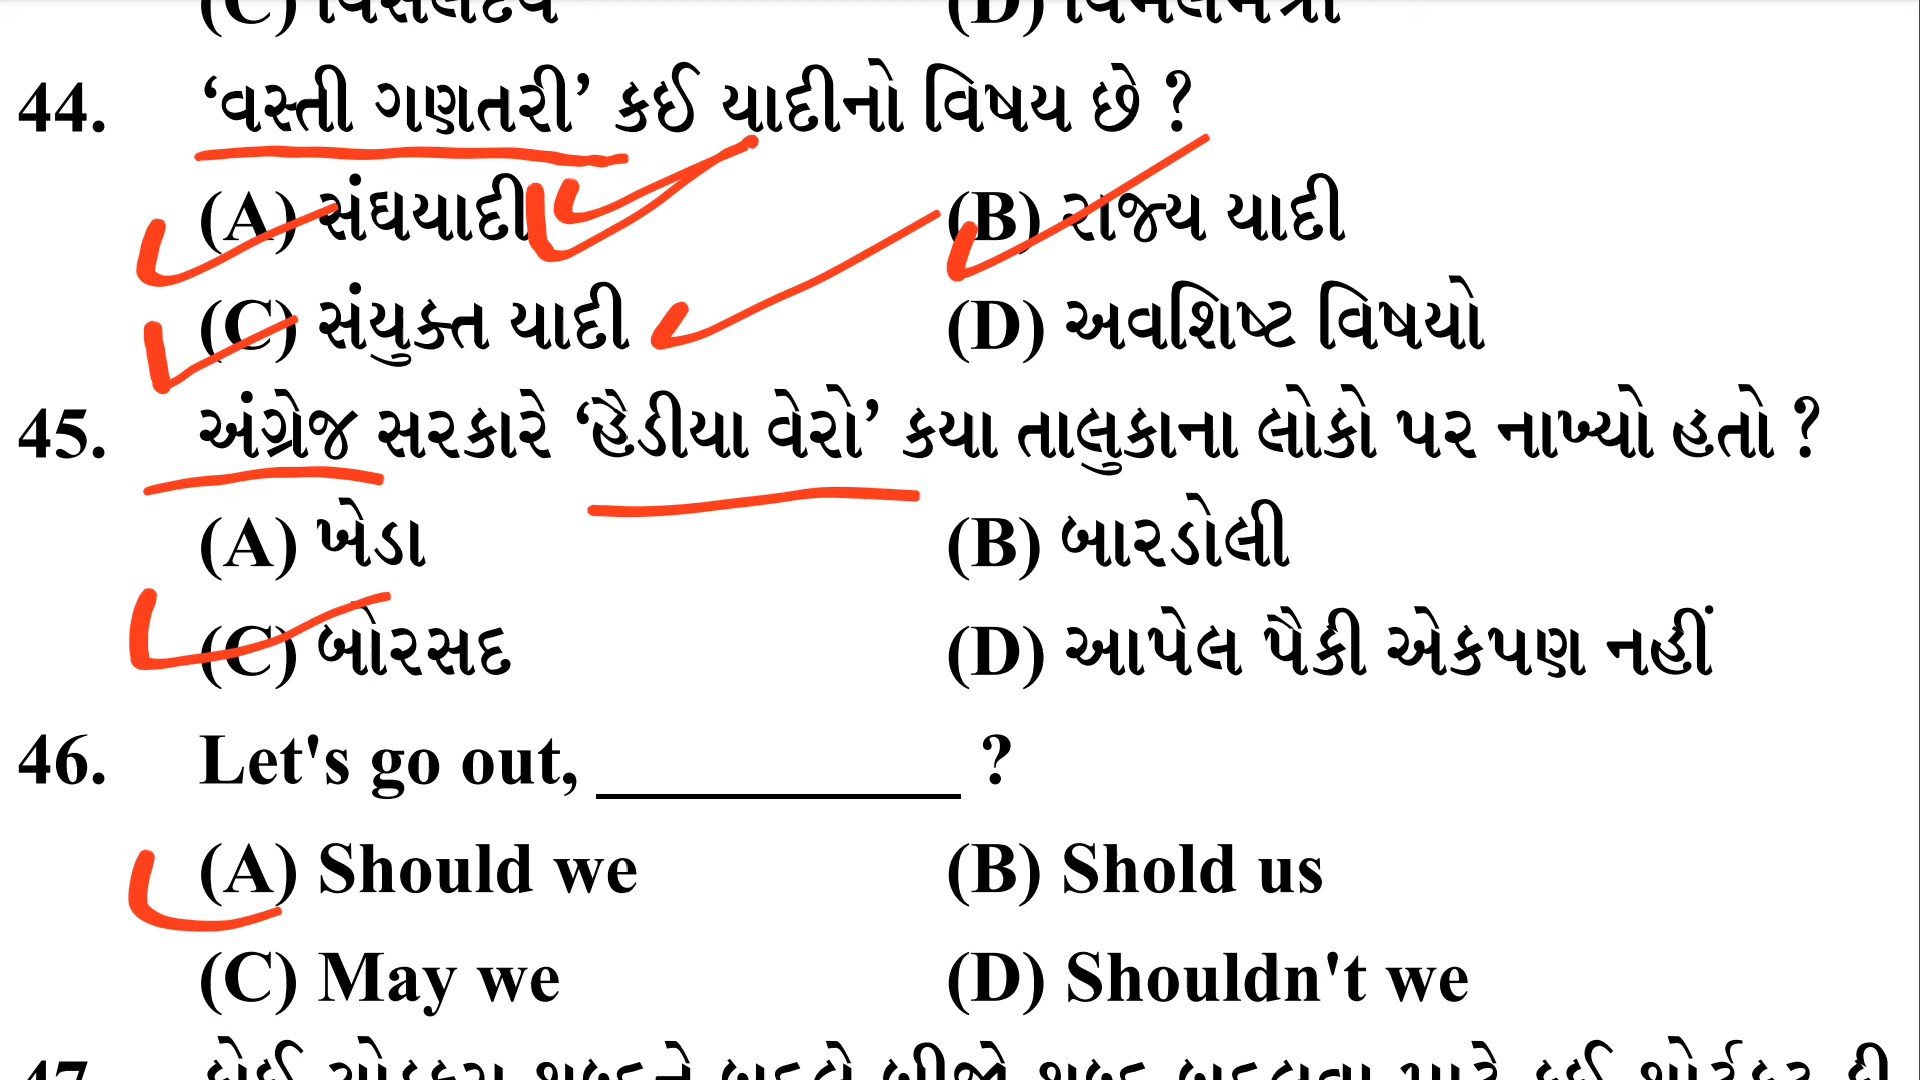 44. ‘વસ્તી ગણતરી’ કઈ યાદીનો વિષય છે ?
(A) સંઘયાદી (B) રાજ્ય યાદી
(C) સંયુક્ત યાદી (D) અવશિષ્ટ વિષયો
45. અંગ્રેજ સરકારે ‘હૈડીયા વેરો’ કયા તાલુકાના લોકો પર નાખ્યો હતો ?
(A) ખેડા (B) બારડોલી
(C) બોરસદ (D) આપેલ પૈકી એકપણ નહીં
46. Let's go out, __________ ?
(A) Should we (B) Shold us
(C) May we (D) Shouldn't we